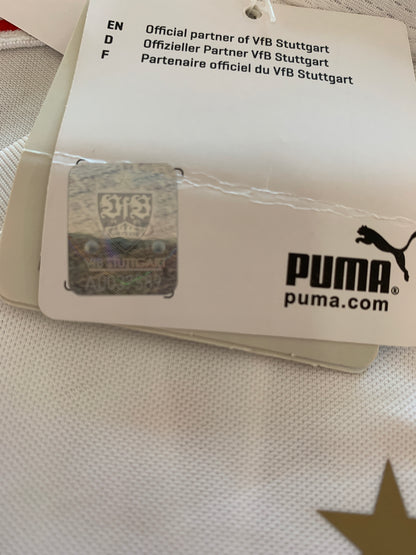 EN Official partner of VfB Stuttgart
D Offizieller Partner VfB Stuttgart
F Partenaire officiel du VfB Stuttgart
VfB
VfB STUTTGART
PUMA®
puma.com